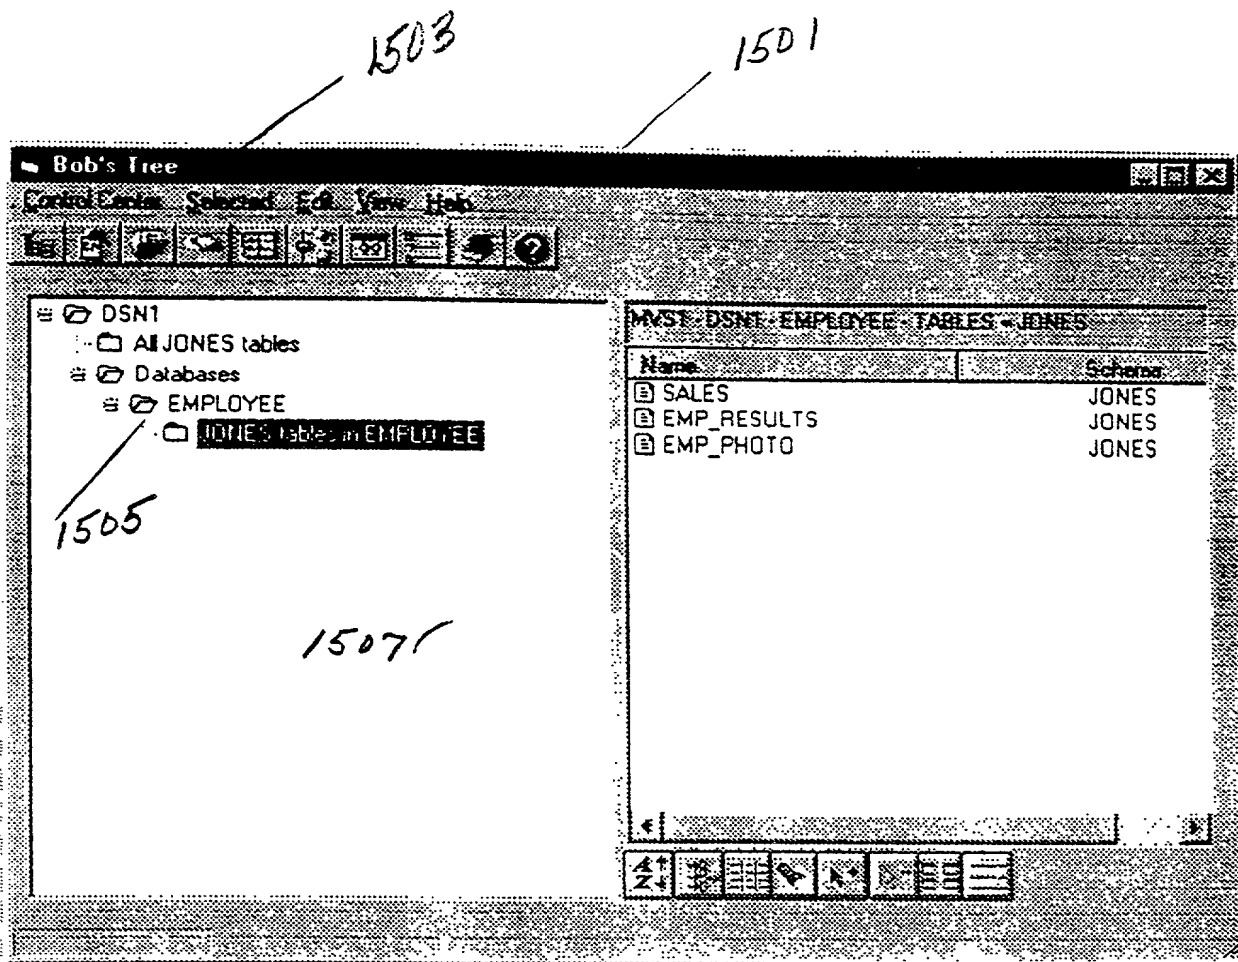 1503
1501
Bob's Tree
Control Center Selected Edit View Help
DSN1
All JONES tables
Databases
EMPLOYEE
JONES tables in EMPLOYEE
1505
1507
MVS1 - DSN1 - EMPLOYEE - TABLES - JONES
Name Schema
SALES JONES
EMP_RESULTS JONES
EMP_PHOTO JONES